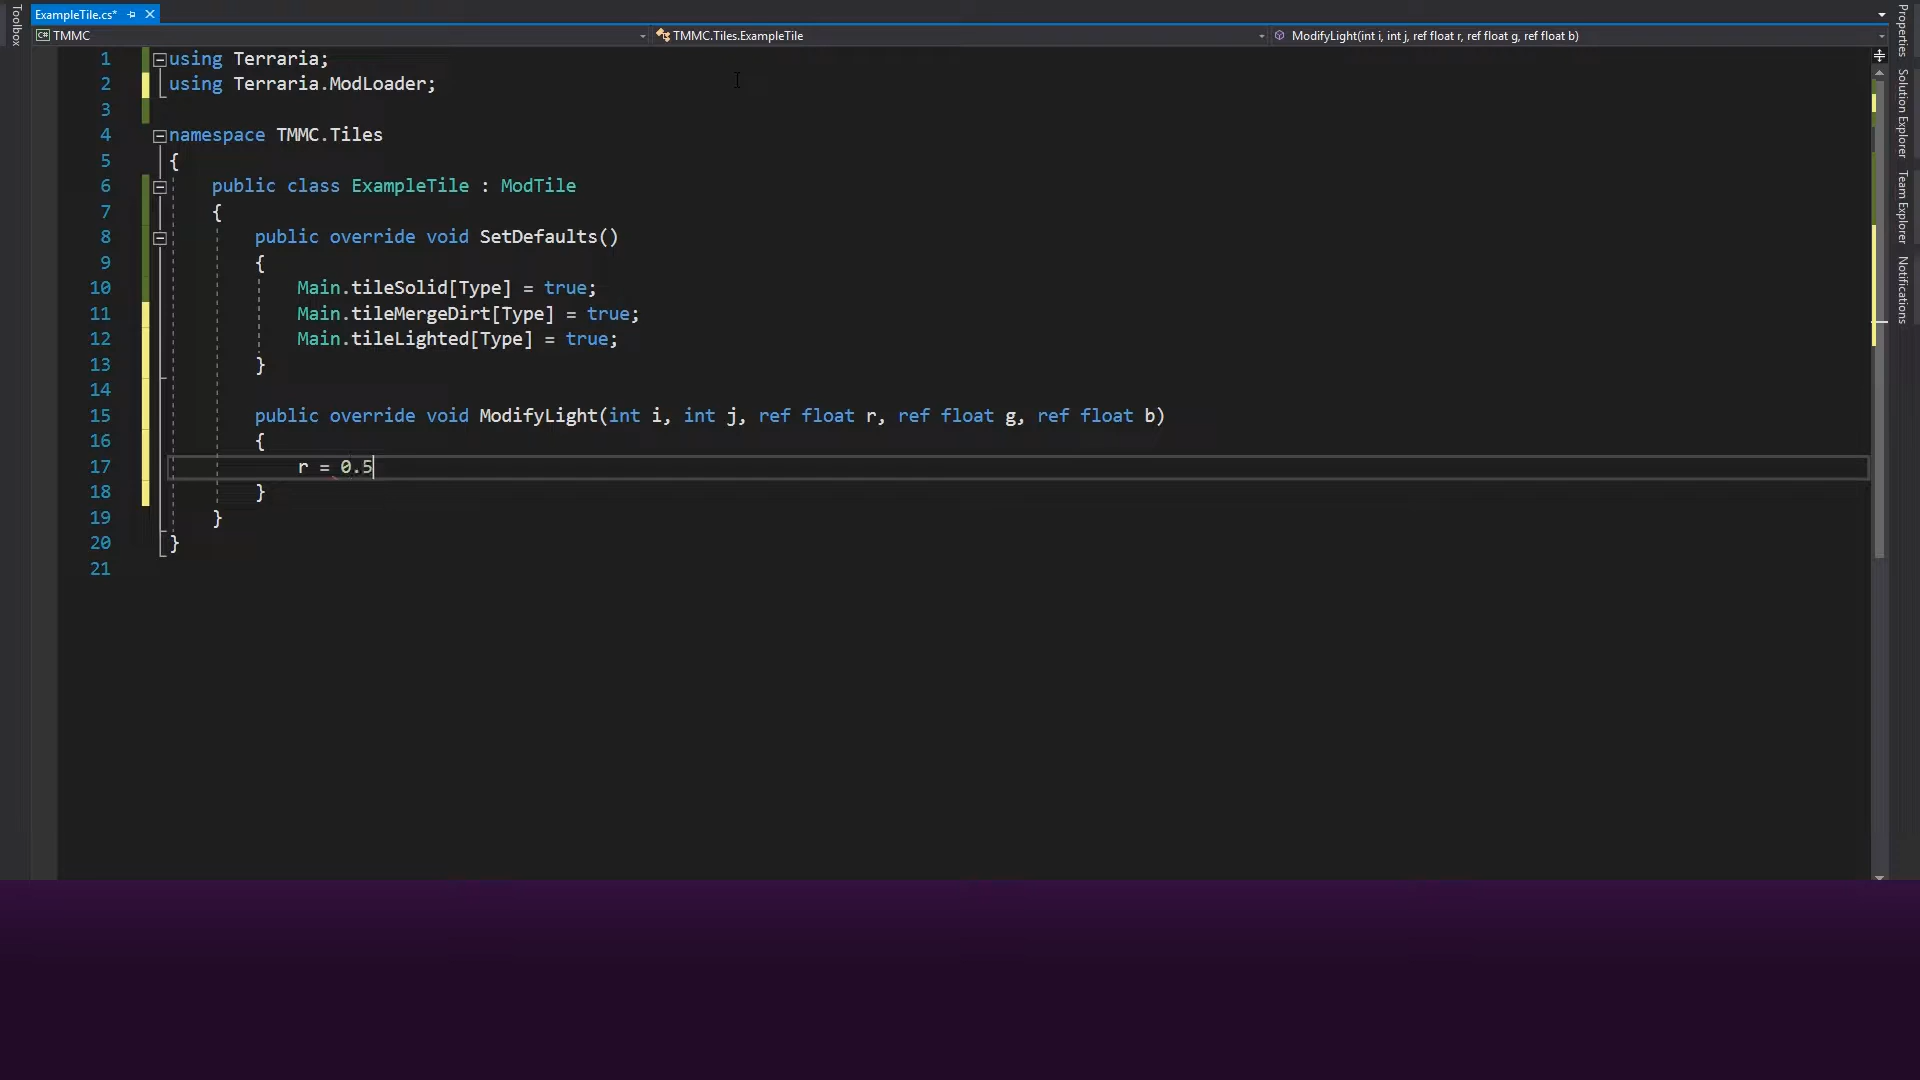 ExampleTile.cs*
TMMC
TMMC.Tiles.ExampleTile
ModifyLight(int i, int j, ref float r, ref float g, ref float b)
Toolbox
Properties
Solution Explorer
Team Explorer
Notifications
1 using Terraria;
2 using Terraria.ModLoader;
3
4 namespace TMMC.Tiles
5 {
6 public class ExampleTile : ModTile
7 {
8 public override void SetDefaults()
9 {
10 Main.tileSolid[Type] = true;
11 Main.tileMergeDirt[Type] = true;
12 Main.tileLighted[Type] = true;
13 }
14
15 public override void ModifyLight(int i, int j, ref float r, ref float g, ref float b)
16 {
17 r = 0.5
18 }
19 }
20 }
21